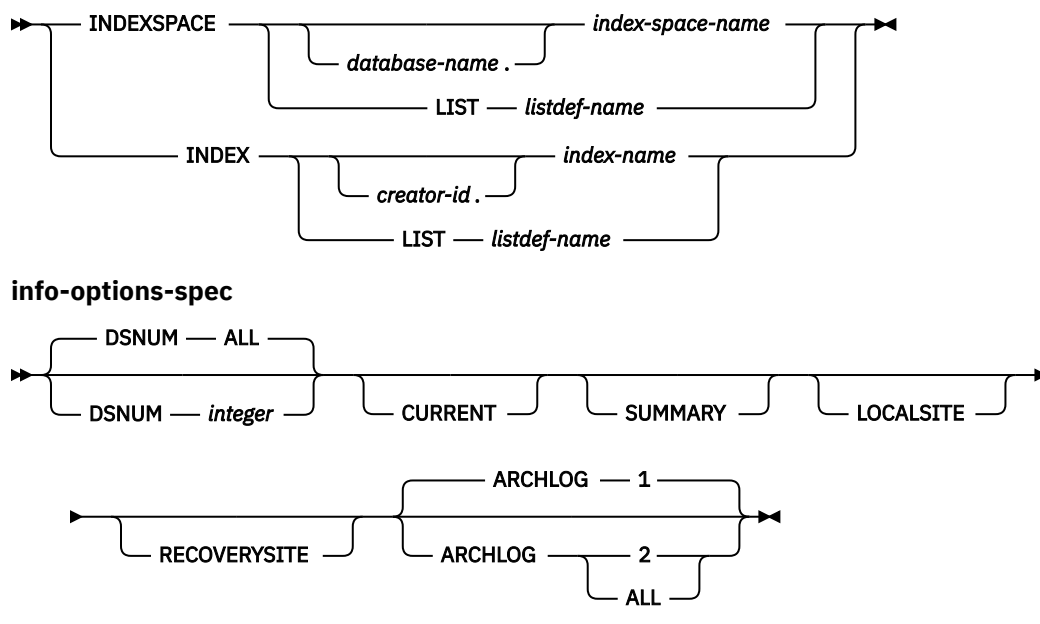 INDEXSPACE index-space-name
database-name .
LIST listdef-name
INDEX index-name
creator-id .
LIST listdef-name
info-options-spec
DSNUM ALL
DSNUM integer CURRENT SUMMARY LOCALSITE
ARCHLOG 1
RECOVERYSITE ARCHLOG 2
ALL